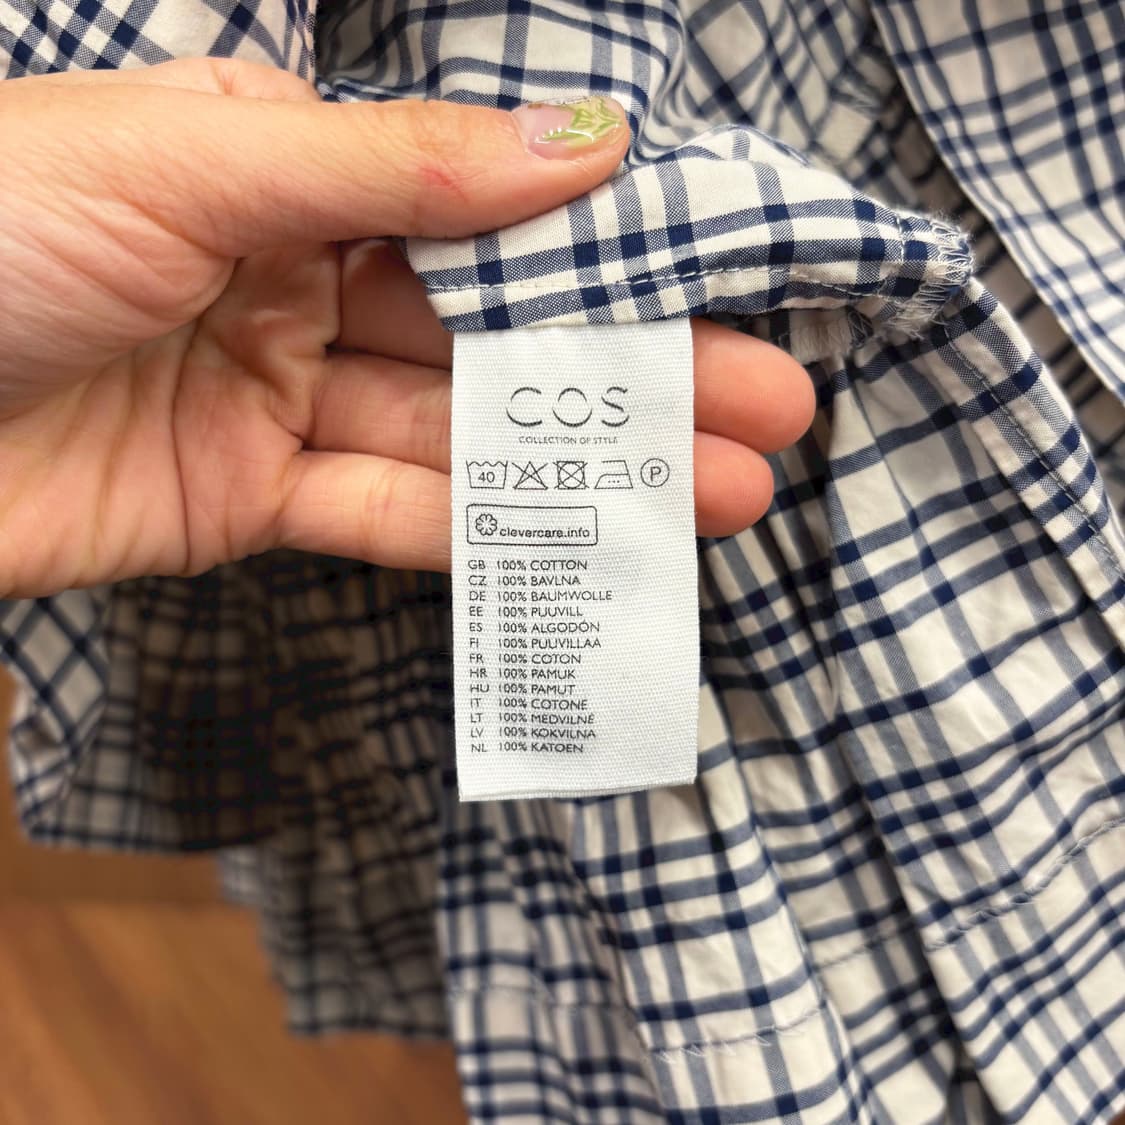 COS
COLLECTION OF STYLE
40 P
clevercare.info
GB 100% COTTON
CZ 100% BAVLNA
DE 100% BAUMWOLLE
EE 100% PUUVILL
ES 100% ALGODÓN
FI 100% PUUVILLAA
FR 100% COTON
HR 100% PAMUK
HU 100% PAMUT
IT 100% COTONE
LT 100% MEDVILNĖ
LV 100% KOKVILNA
NL 100% KATOEN